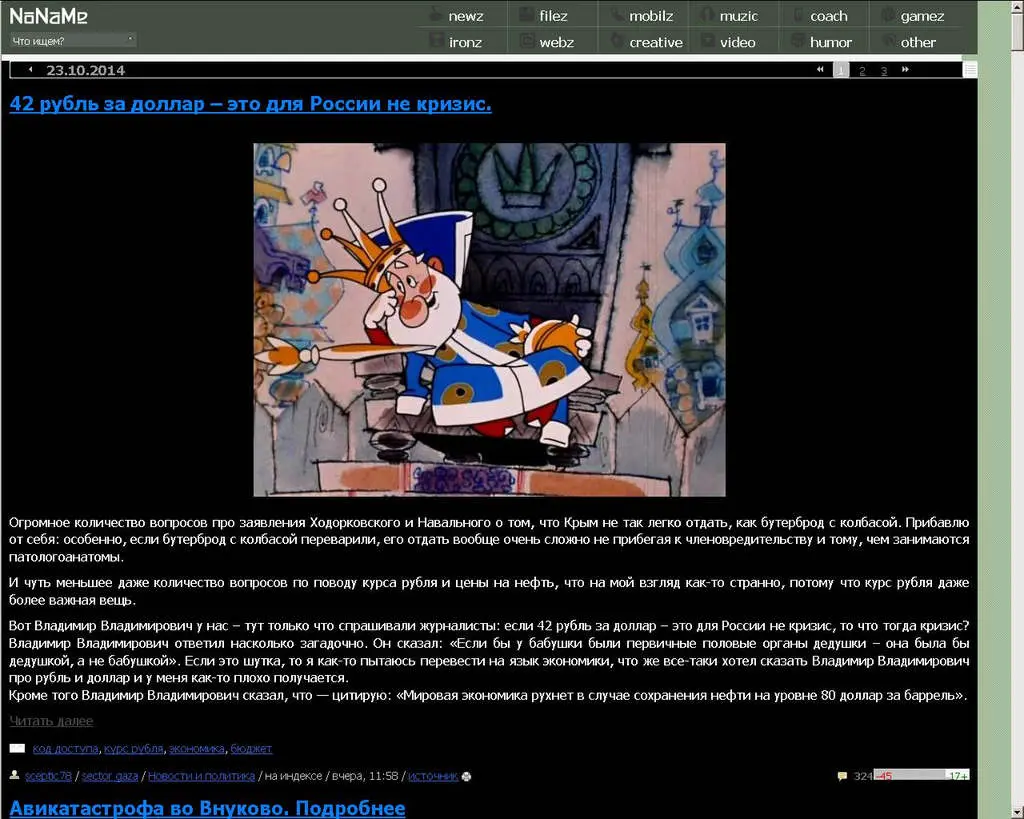 NoNaMe
newz filez mobilz muzic coach gamez
Что ищем?
ironz webz creative video humor other
23.10.2014 1 2 3
42 рубль за доллар – это для России не кризис.
Огромное количество вопросов про заявления Ходорковского и Навального о том, что Крым не так легко отдать, как бутерброд с колбасой. Прибавлю
от себя: особенно, если бутерброд с колбасой переварили, его отдать вообще очень сложно не прибегая к членовредительству и тому, чем занимаются
патологоанатомы.
И чуть меньшее даже количество вопросов по поводу курса рубля и цены на нефть, что на мой взгляд как-то странно, потому что курс рубля даже
более важная вещь.
Вот Владимир Владимирович у нас – тут только что спрашивали журналисты: если 42 рубль за доллар – это для России не кризис, то что тогда кризис?
Владимир Владимирович ответил насколько загадочно. Он сказал: «Если бы у бабушки были первичные половые органы дедушки – она была бы
дедушкой, а не бабушкой». Если это шутка, то я как-то пытаюсь перевести на язык экономики, что же все-таки хотел сказать Владимир Владимирович
про рубль и доллар и у меня как-то плохо получается.
Кроме того Владимир Владимирович сказал, что — цитирую: «Мировая экономика рухнет в случае сохранения нефти на уровне 80 доллар за баррель».
Читать далее
код доступа, курс рубля, экономика, бюджет
sceptic78 / sector gaza / Новости и политика / на индексе / вчера, 11:58 / источник 324 -45 17+
Авикатастрофа во Внуково. Подробнее